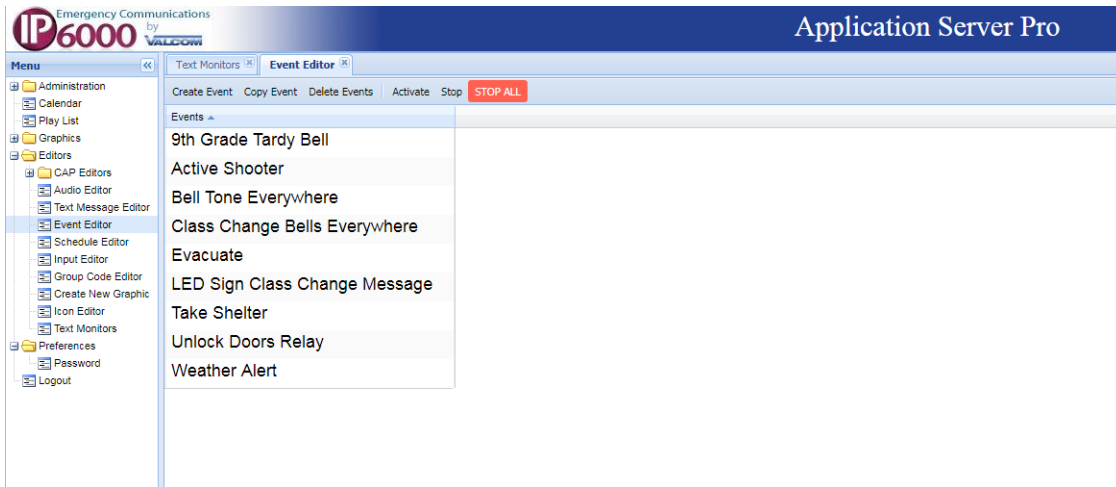 Emergency Communications
IP6000 by VALCOM
Application Server Pro
Menu
Administration
Calendar
Play List
Graphics
Editors
CAP Editors
Audio Editor
Text Message Editor
Event Editor
Schedule Editor
Input Editor
Group Code Editor
Create New Graphic
Icon Editor
Text Monitors
Preferences
Password
Logout
Text Monitors Event Editor
Create Event Copy Event Delete Events Activate Stop STOP ALL
Events
9th Grade Tardy Bell
Active Shooter
Bell Tone Everywhere
Class Change Bells Everywhere
Evacuate
LED Sign Class Change Message
Take Shelter
Unlock Doors Relay
Weather Alert